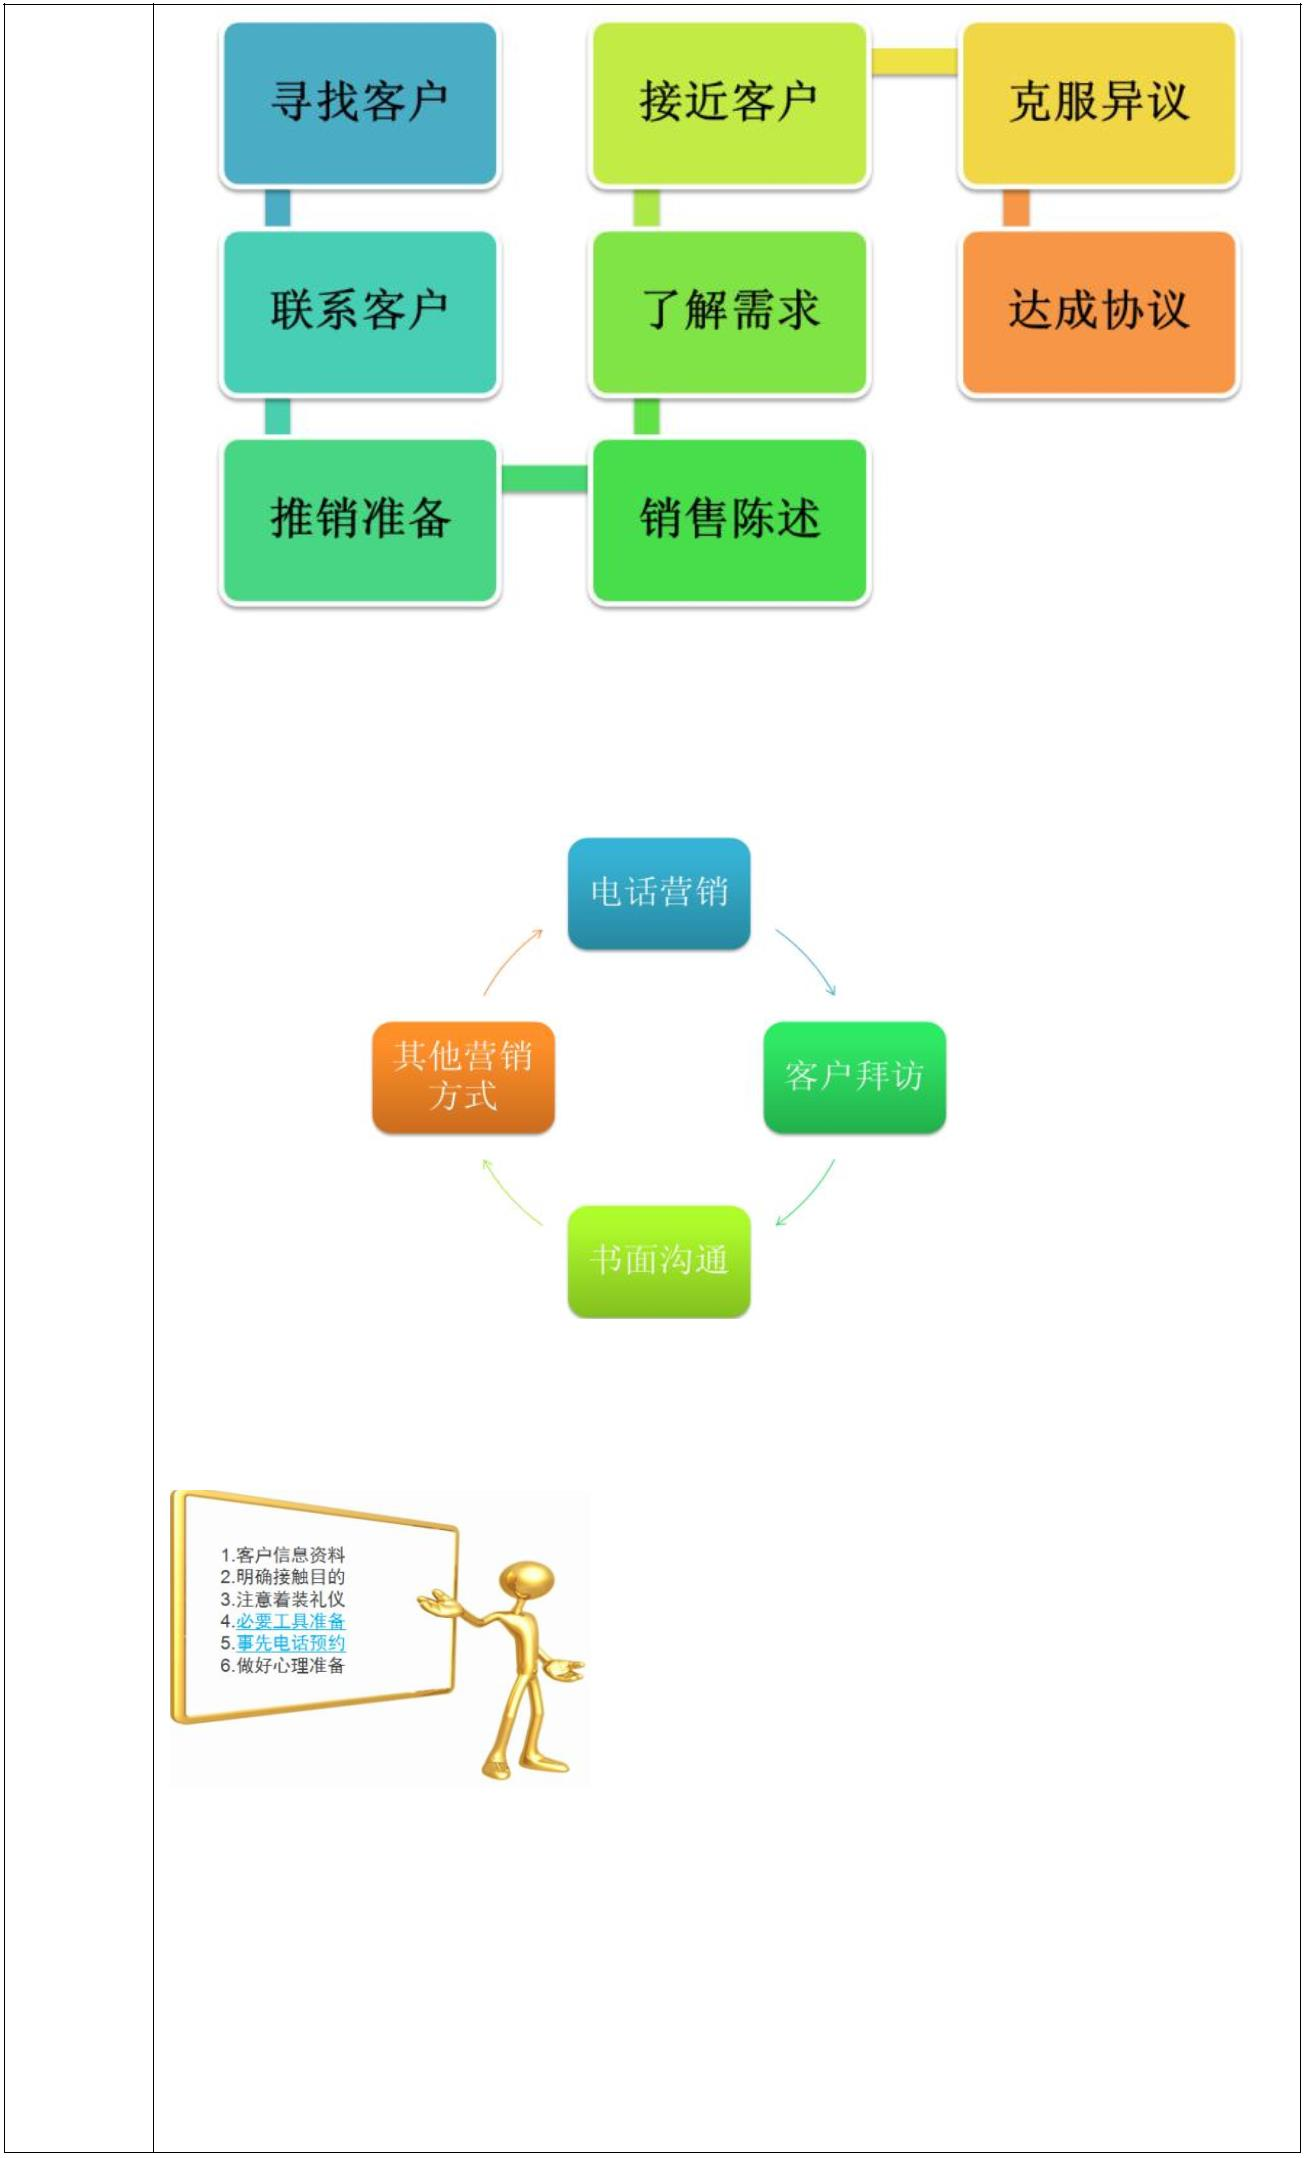 寻找客户
接近客户
克服异议
联系客户
了解需求
达成协议
推销准备
销售陈述
电话营销
其他营销
方式
客户拜访
书面沟通
1.客户信息资料
2.明确接触目的
3.注意着装礼仪
4.必要工具准备
5.事先电话预约
6.做好心理准备